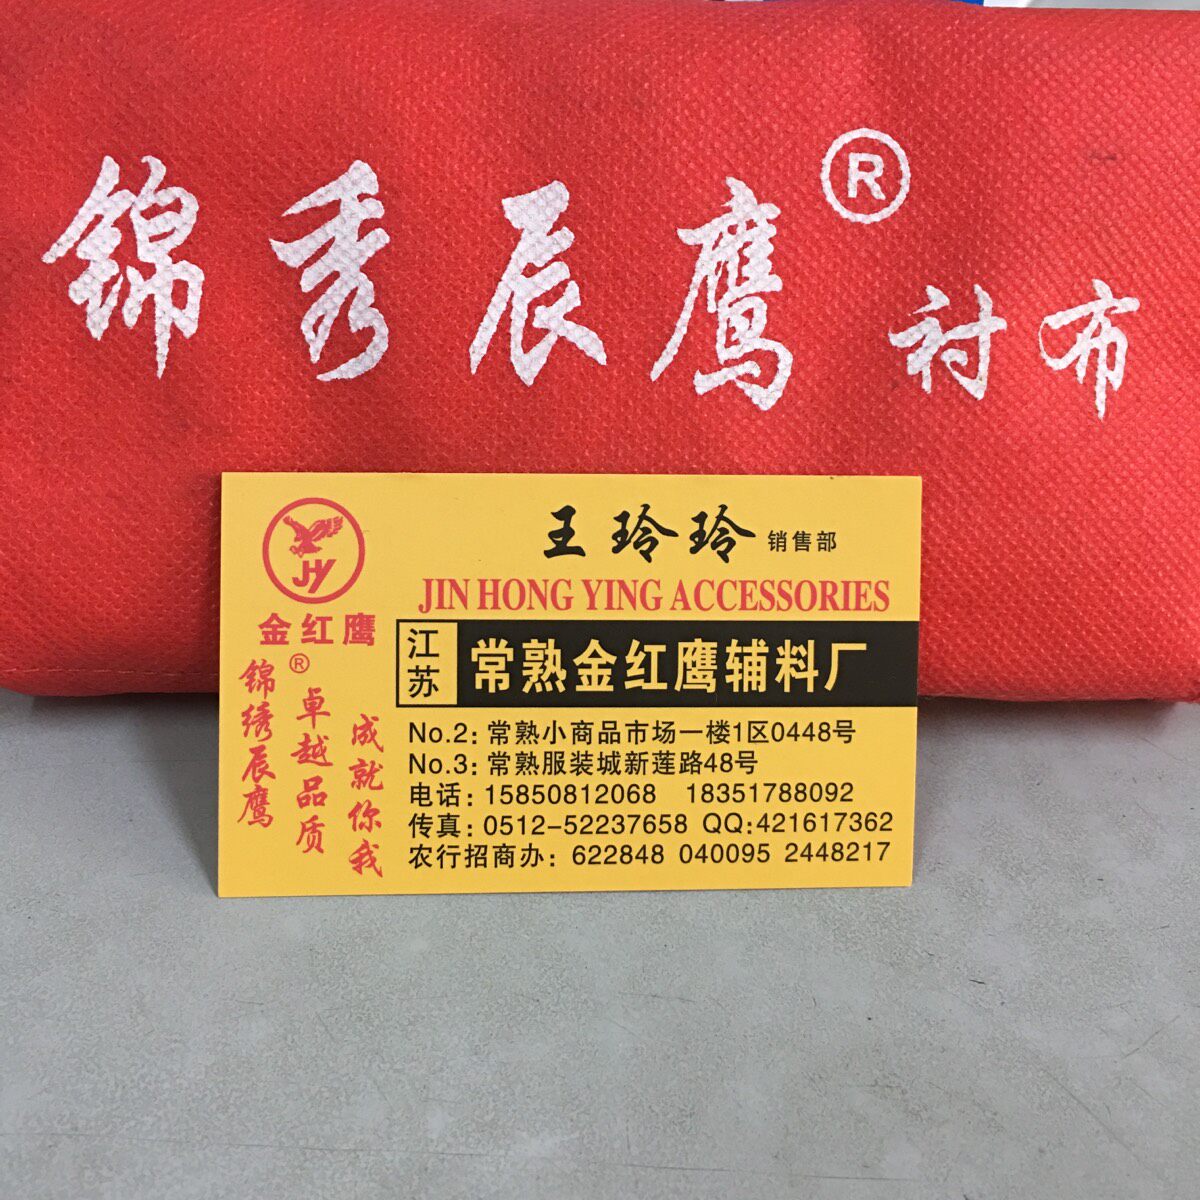 锦秀辰鹰® 衬布
JH
金红鹰
锦绣辰鹰®
卓越品质
成就你我
王玲玲 销售部
JIN HONG YING ACCESSORIES
江苏 常熟金红鹰辅料厂
No.2: 常熟小商品市场一楼1区0448号
No.3: 常熟服装城新莲路48号
电话: 15850812068 18351788092
传真: 0512-52237658 QQ:421617362
农行招商办: 622848 040095 2448217